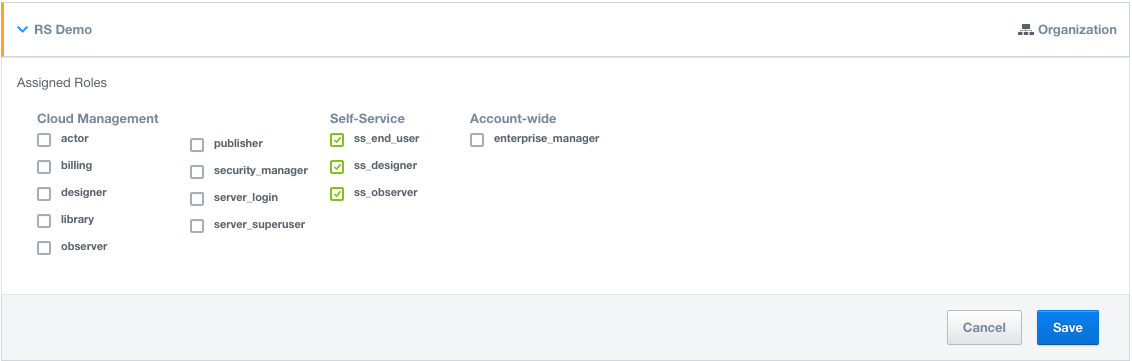 RS Demo
Organization
Assigned Roles
Cloud Management
actor
billing
designer
library
observer
publisher
security_manager
server_login
server_superuser
Self-Service
ss_end_user
ss_designer
ss_observer
Account-wide
enterprise_manager
Cancel
Save